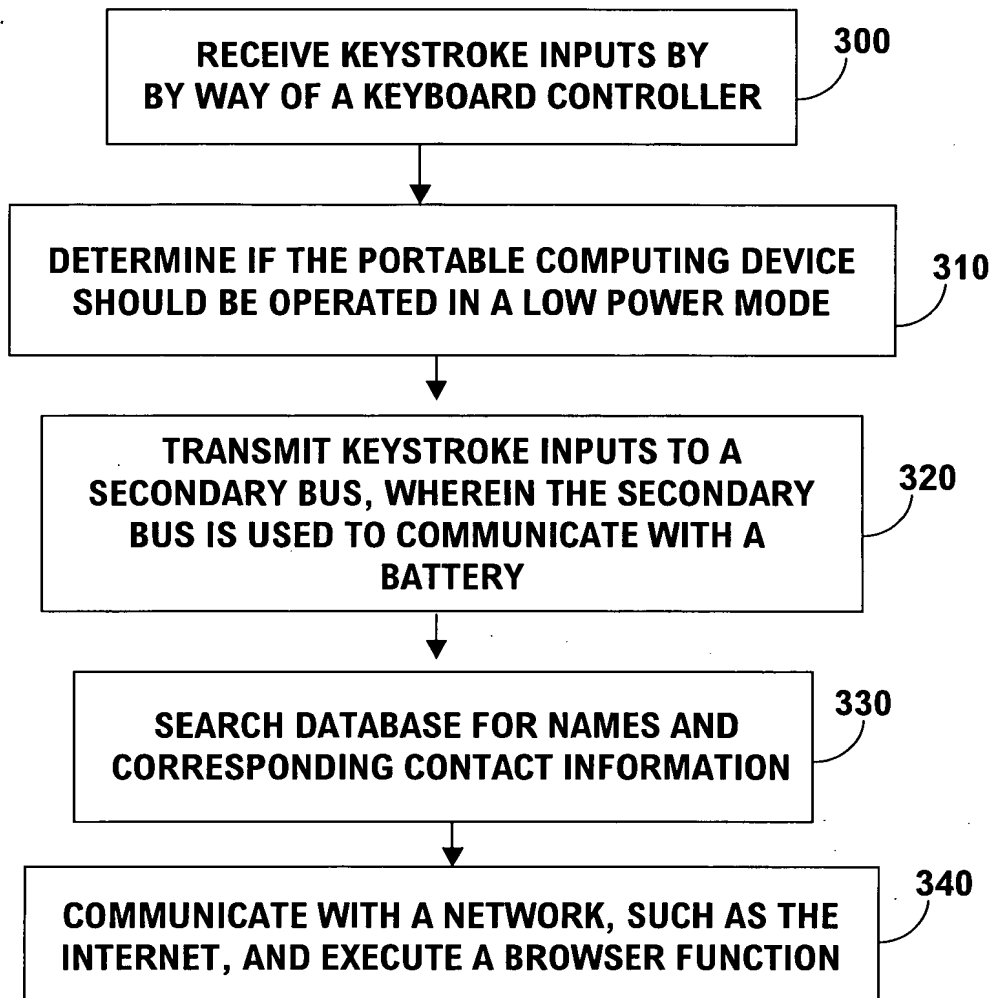 RECEIVE KEYSTROKE INPUTS BY
BY WAY OF A KEYBOARD CONTROLLER
300
DETERMINE IF THE PORTABLE COMPUTING DEVICE
SHOULD BE OPERATED IN A LOW POWER MODE
310
TRANSMIT KEYSTROKE INPUTS TO A
SECONDARY BUS, WHEREIN THE SECONDARY
BUS IS USED TO COMMUNICATE WITH A
BATTERY
320
SEARCH DATABASE FOR NAMES AND
CORRESPONDING CONTACT INFORMATION
330
COMMUNICATE WITH A NETWORK, SUCH AS THE
INTERNET, AND EXECUTE A BROWSER FUNCTION
340